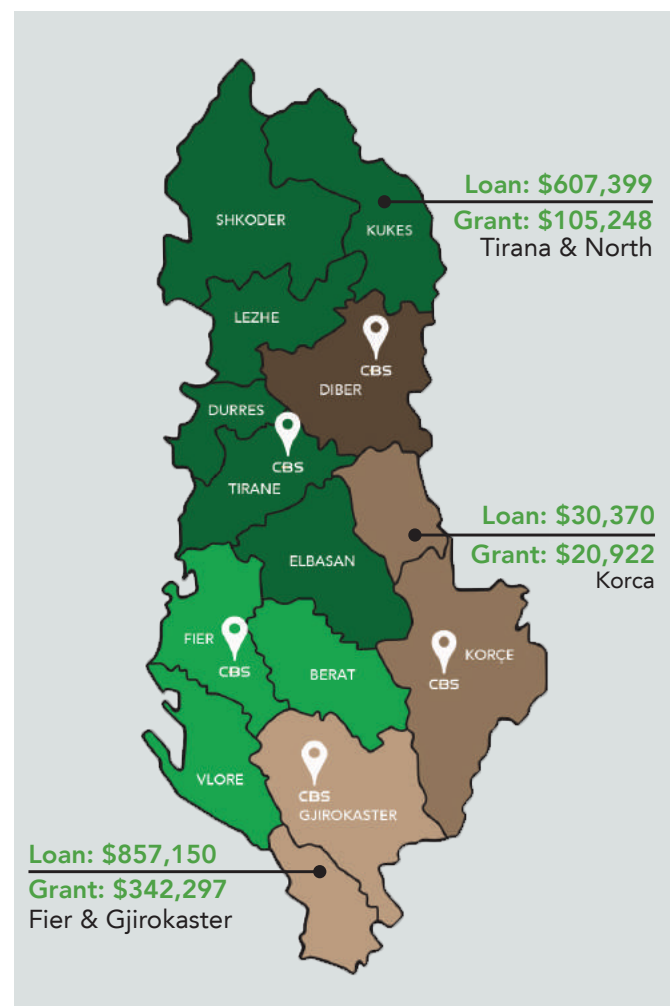 Loan: $607,399
Grant: $105,248
Tirana & North
SHKODER
KUKES
LEZHE
CBS
DIBER
DURRES
CBS
TIRANE
Loan: $30,370
Grant: $20,922
Korca
ELBASAN
FIER
CBS
BERAT
KORÇE
CBS
VLORE
CBS
GJIROKASTER
Loan: $857,150
Grant: $342,297
Fier & Gjirokaster